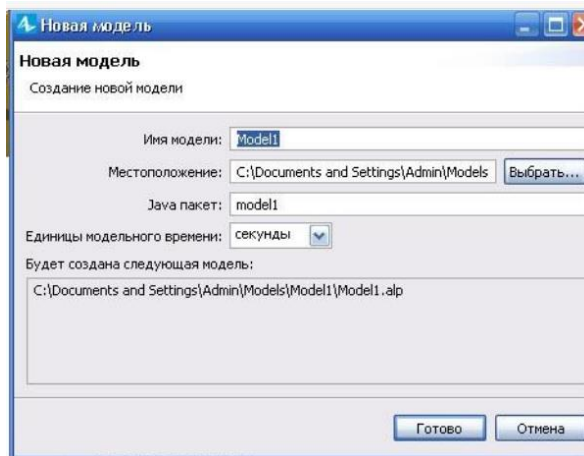 Новая модель
Новая модель
Создание новой модели
Имя модели: Model1
Местоположение: C:\Documents and Settings\Admin\Models Выбрать...
Java пакет: model1
Единицы модельного времени: секунды
Будет создана следующая модель:
C:\Documents and Settings\Admin\Models\Model1\Model1.alp
Готово Отмена